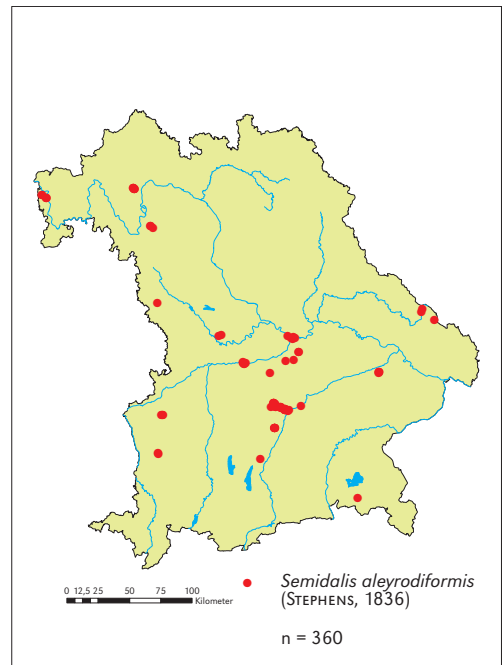 0 12,5 25 50 75 100
Kilometer
Semidalis aleyrodiformis
(STEPHENS, 1836)
n = 360